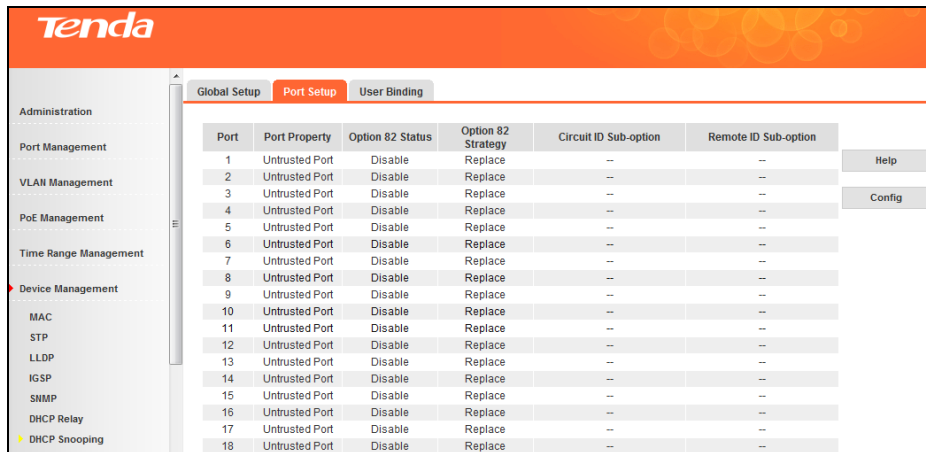 Tenda
Administration
Port Management
VLAN Management
PoE Management
Time Range Management
Device Management
MAC
STP
LLDP
IGSP
SNMP
DHCP Relay
DHCP Snooping
Global Setup Port Setup User Binding
Port Port Property Option 82 Status Option 82 Strategy Circuit ID Sub-option Remote ID Sub-option
1 Untrusted Port Disable Replace -- --
2 Untrusted Port Disable Replace -- --
3 Untrusted Port Disable Replace -- --
4 Untrusted Port Disable Replace -- --
5 Untrusted Port Disable Replace -- --
6 Untrusted Port Disable Replace -- --
7 Untrusted Port Disable Replace -- --
8 Untrusted Port Disable Replace -- --
9 Untrusted Port Disable Replace -- --
10 Untrusted Port Disable Replace -- --
11 Untrusted Port Disable Replace -- --
12 Untrusted Port Disable Replace -- --
13 Untrusted Port Disable Replace -- --
14 Untrusted Port Disable Replace -- --
15 Untrusted Port Disable Replace -- --
16 Untrusted Port Disable Replace -- --
17 Untrusted Port Disable Replace -- --
18 Untrusted Port Disable Replace -- --
Help
Config